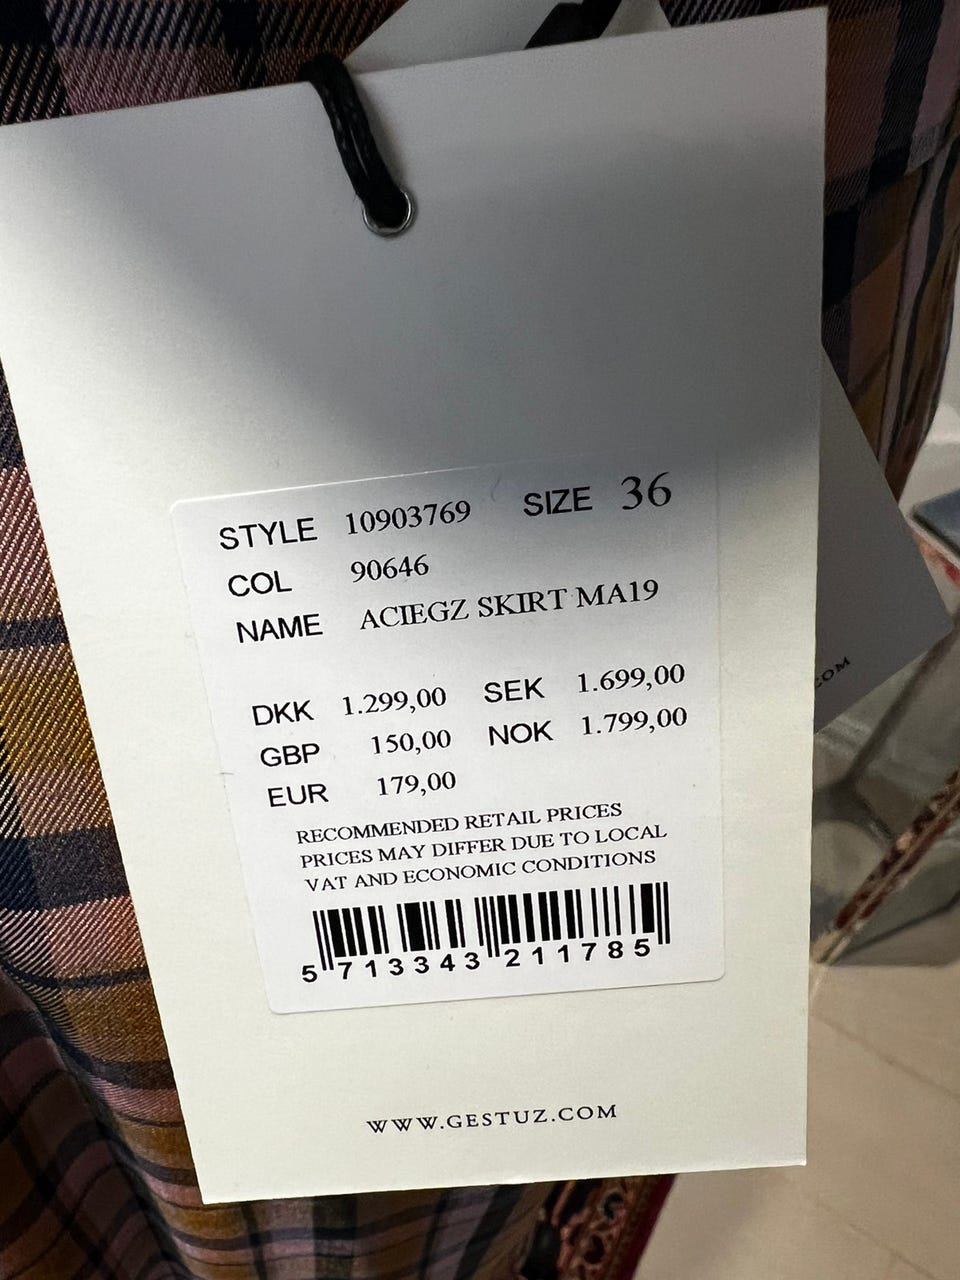 STYLE 10903769 SIZE 36
COL 90646
NAME ACIEGZ SKIRT MA19
DKK 1.299,00 SEK 1.699,00
GBP 150,00 NOK 1.799,00
EUR 179,00
RECOMMENDED RETAIL PRICES
PRICES MAY DIFFER DUE TO LOCAL
VAT AND ECONOMIC CONDITIONS
5 713343 211785
WWW.GESTUZ.COM
.COM